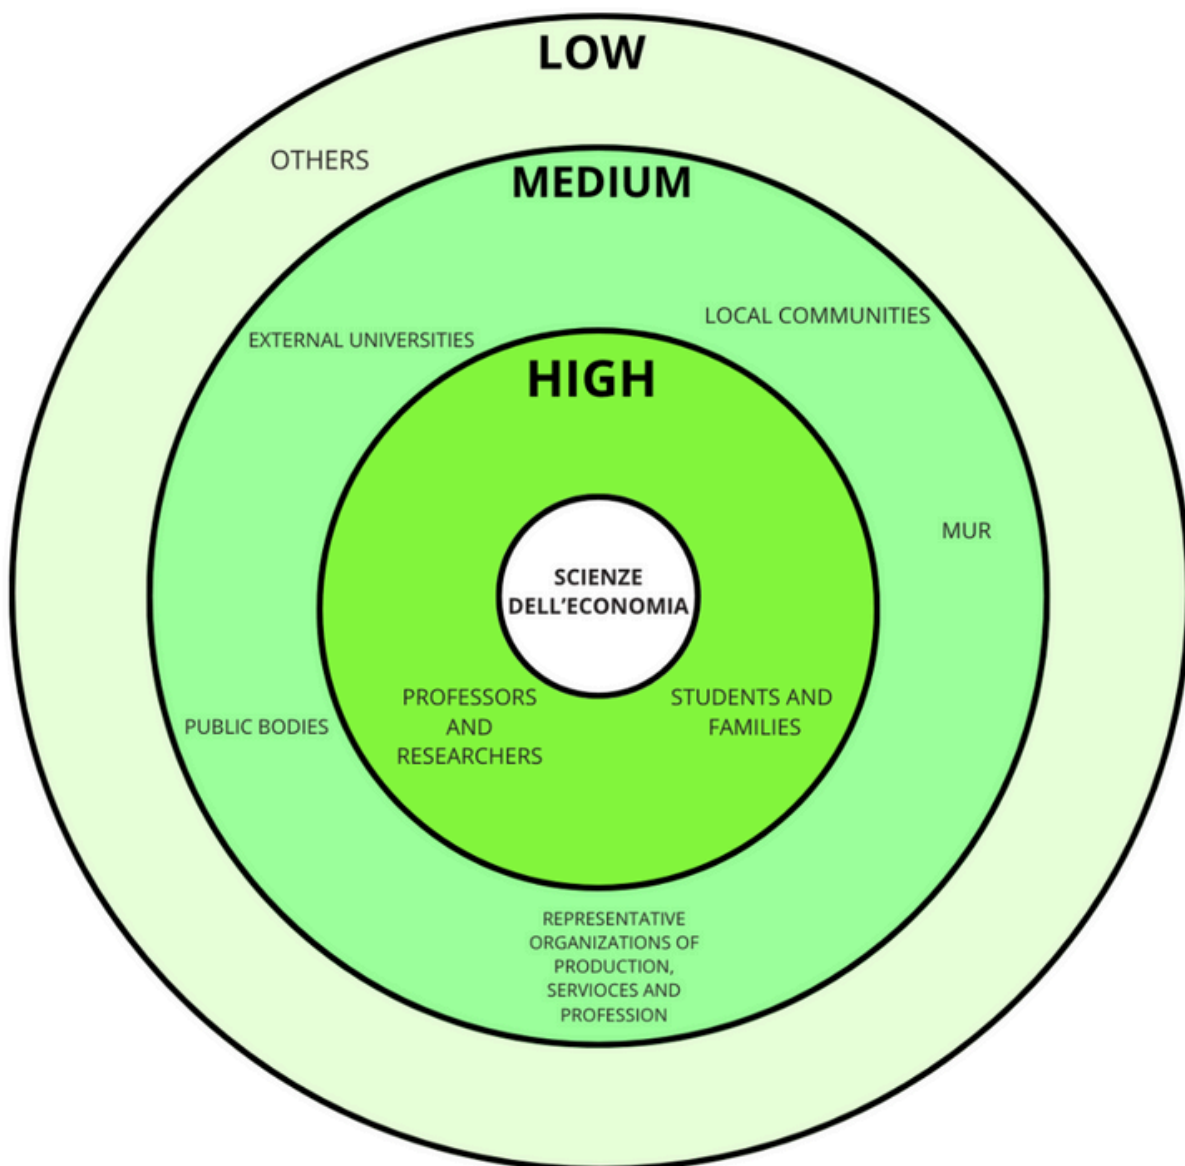 LOW
OTHERS
MEDIUM
LOCAL COMMUNITIES
EXTERNAL UNIVERSITIES
HIGH
MUR
SCIENZE
DELL’ECONOMIA
PROFESSORS
AND
RESEARCHERS
STUDENTS AND
FAMILIES
PUBLIC BODIES
REPRESENTATIVE
ORGANIZATIONS OF
PRODUCTION,
SERVIOCES AND
PROFESSION